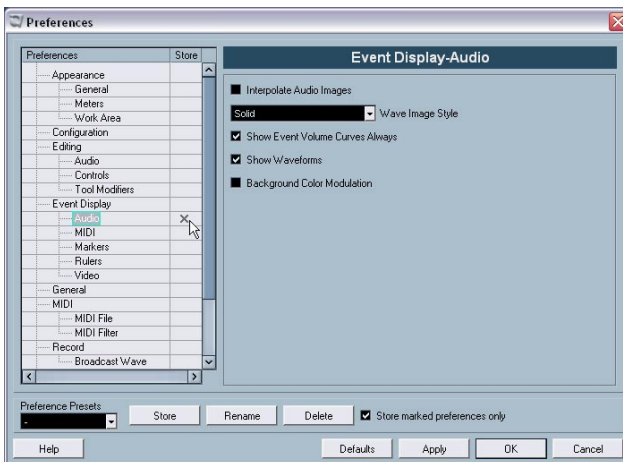 Preferences
Preferences Store
Appearance
General
Meters
Work Area
Configuration
Editing
Audio
Controls
Tool Modifiers
Event Display
Audio
MIDI
Markers
Rulers
Video
General
MIDI
MIDI File
MIDI Filter
Record
Broadcast Wave
Event Display-Audio
Interpolate Audio Images
Solid Wave Image Style
Show Event Volume Curves Always
Show Waveforms
Background Color Modulation
Preference Presets
- Store Rename Delete Store marked preferences only
Help Defaults Apply OK Cancel